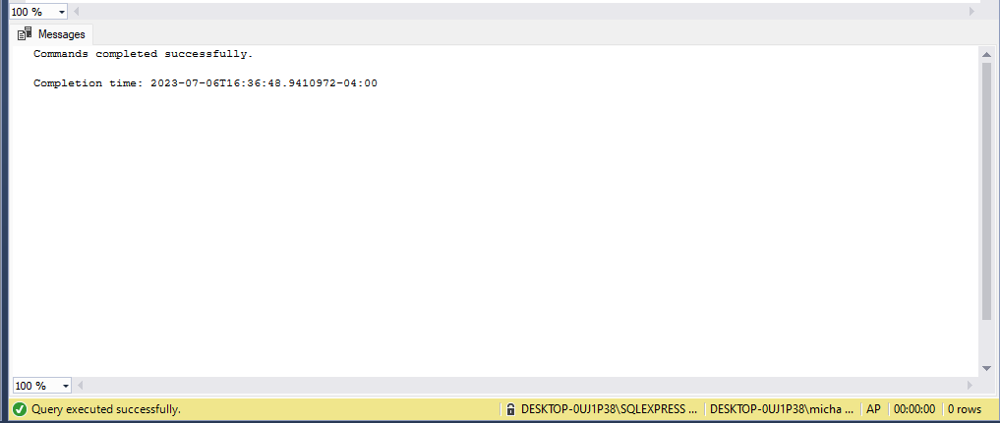 100 %
Messages
Commands completed successfully.
Completion time: 2023-07-06T16:36:48.9410972-04:00
100 %
Query executed successfully. DESKTOP-0UJ1P38\SQLEXPRESS ... DESKTOP-0UJ1P38\micha ... AP 00:00:00 0 rows